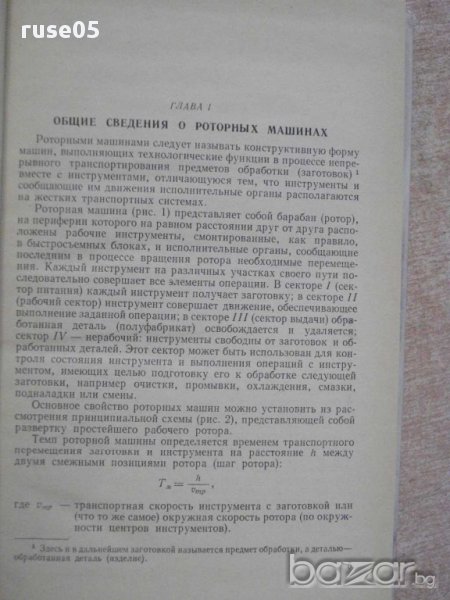 ruse05
ГЛАВА I
ОБЩИЕ СВЕДЕНИЯ О РОТОРНЫХ МАШИНАХ
Роторными машинами следует называть конструктивную форму
машин, выполняющих технологические функции в процессе непре-
рывного транспортирования предметов обработки (заготовок) ¹
вместе с инструментами, отличающуюся тем, что инструменты и
сообщающие им движения исполнительные органы располагаются
на жестких транспортных системах.
Роторная машина (рис. 1) представляет собой барабан (ротор),
на периферии которого на равном расстоянии друг от друга распо-
ложены рабочие инструменты, смонтированные, как правило,
в быстросъемных блоках, и исполнительные органы, сообщающие
последним в процессе вращения ротора необходимые перемеще-
ния. Каждый инструмент на различных участках своего пути по-
следовательно совершает все элементы операции. В секторе I (сек-
тор питания) каждый инструмент получает заготовку; в секторе II
(рабочий сектор) инструмент совершает движение, обеспечивающее
выполнение заданной операции; в секторе III (сектор выдачи) обра-
ботанная деталь (полуфабрикат) освобождается и удаляется;
сектор IV — нерабочий: инструменты свободны от заготовок и об-
работанных деталей. Этот сектор может быть использован для кон-
троля состояния инструмента и выполнения операций с инструмен-
том, имеющих целью подготовку его к обработке следующей
заготовки, например очистки, промывки, охлаждения, смазки,
подналадки или смены.
Основное свойство роторных машин можно установить из рас-
смотрения принципиальной схемы (рис. 2), представляющей собой
развертку простейшего рабочего ротора.
Темп роторной машины определяется временем транспортного
перемещения заготовки и инструмента на расстояние h между
двумя смежными позициями ротора (шаг ротора):
Tт = h / vтр ,
где vтр — транспортная скорость инструмента с заготовкой или
(что то же самое) окружная скорость ротора (по окруж-
ности центров инструментов).
¹ Здесь и в дальнейшем заготовкой называется предмет обработки, а деталью—
обработанная деталь (изделие).
bazar.bg